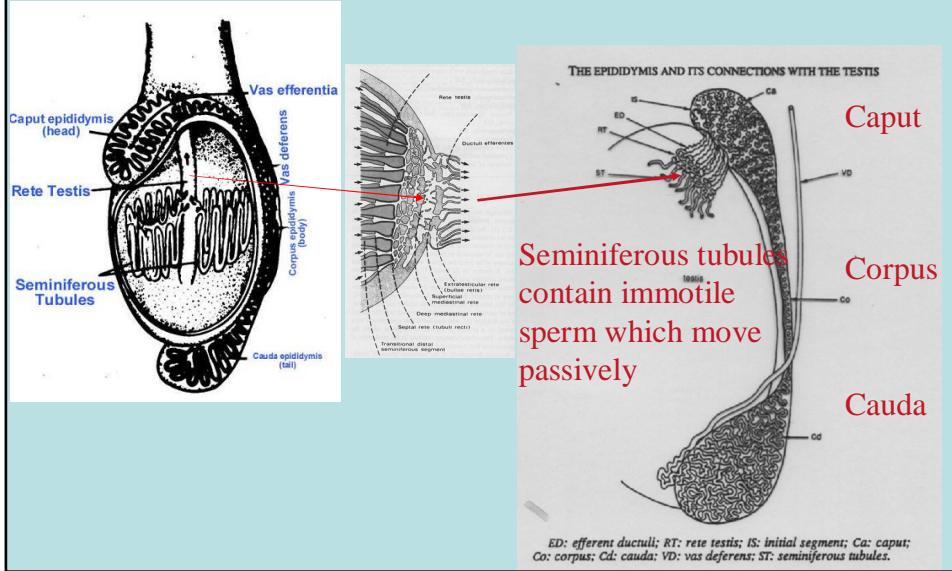 Vas efferentia
Caput epididymis
(head)
Vas deferens
Rete Testis
Corpus epididymis
(body)
Seminiferous
Tubules
Cauda epididymis
(tail)
Rete testis
Ductuli efferentes
Extratesticular rete
(bullae retis)
Superficial
mediastinal rete
Deep mediastinal rete
Septal rete (tubuli recti)
Transitional distal
seminiferous segment
THE EPIDIDYMIS AND ITS CONNECTIONS WITH THE TESTIS
Ca
IS
ED
RT
ST
VD
testis
Co
Cd
Caput
Seminiferous tubules
contain immotile
sperm which move
passively
Corpus
Cauda
ED: efferent ductuli; RT: rete testis; IS: initial segment; Ca: caput;
Co: corpus; Cd: cauda; VD: vas deferens; ST: seminiferous tubules.